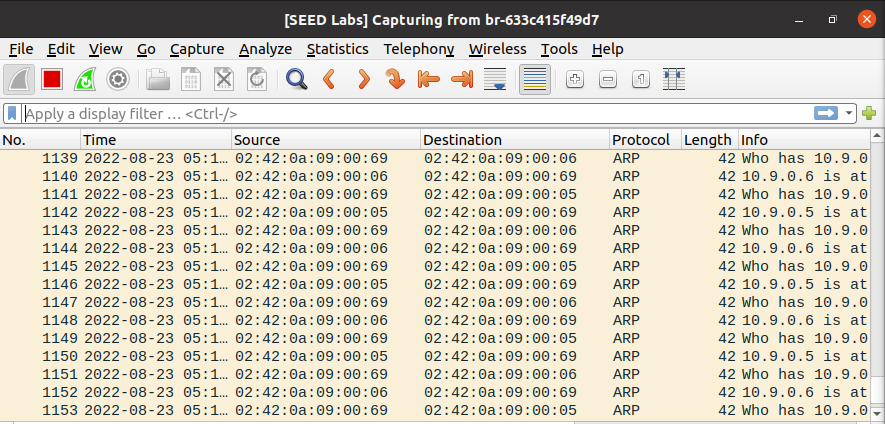 [SEED Labs] Capturing from br-633c415f49d7
File Edit View Go Capture Analyze Statistics Telephony Wireless Tools Help
Apply a display filter … <Ctrl-/>
No. Time Source Destination Protocol Length Info
1139 2022-08-23 05:1… 02:42:0a:09:00:69 02:42:0a:09:00:06 ARP 42 Who has 10.9.0
1140 2022-08-23 05:1… 02:42:0a:09:00:06 02:42:0a:09:00:69 ARP 42 10.9.0.6 is at
1141 2022-08-23 05:1… 02:42:0a:09:00:69 02:42:0a:09:00:05 ARP 42 Who has 10.9.0
1142 2022-08-23 05:1… 02:42:0a:09:00:05 02:42:0a:09:00:69 ARP 42 10.9.0.5 is at
1143 2022-08-23 05:1… 02:42:0a:09:00:69 02:42:0a:09:00:06 ARP 42 Who has 10.9.0
1144 2022-08-23 05:1… 02:42:0a:09:00:06 02:42:0a:09:00:69 ARP 42 10.9.0.6 is at
1145 2022-08-23 05:1… 02:42:0a:09:00:69 02:42:0a:09:00:05 ARP 42 Who has 10.9.0
1146 2022-08-23 05:1… 02:42:0a:09:00:05 02:42:0a:09:00:69 ARP 42 10.9.0.5 is at
1147 2022-08-23 05:1… 02:42:0a:09:00:69 02:42:0a:09:00:06 ARP 42 Who has 10.9.0
1148 2022-08-23 05:1… 02:42:0a:09:00:06 02:42:0a:09:00:69 ARP 42 10.9.0.6 is at
1149 2022-08-23 05:1… 02:42:0a:09:00:69 02:42:0a:09:00:05 ARP 42 Who has 10.9.0
1150 2022-08-23 05:1… 02:42:0a:09:00:05 02:42:0a:09:00:69 ARP 42 10.9.0.5 is at
1151 2022-08-23 05:1… 02:42:0a:09:00:69 02:42:0a:09:00:06 ARP 42 Who has 10.9.0
1152 2022-08-23 05:1… 02:42:0a:09:00:06 02:42:0a:09:00:69 ARP 42 10.9.0.6 is at
1153 2022-08-23 05:1… 02:42:0a:09:00:69 02:42:0a:09:00:05 ARP 42 Who has 10.9.0